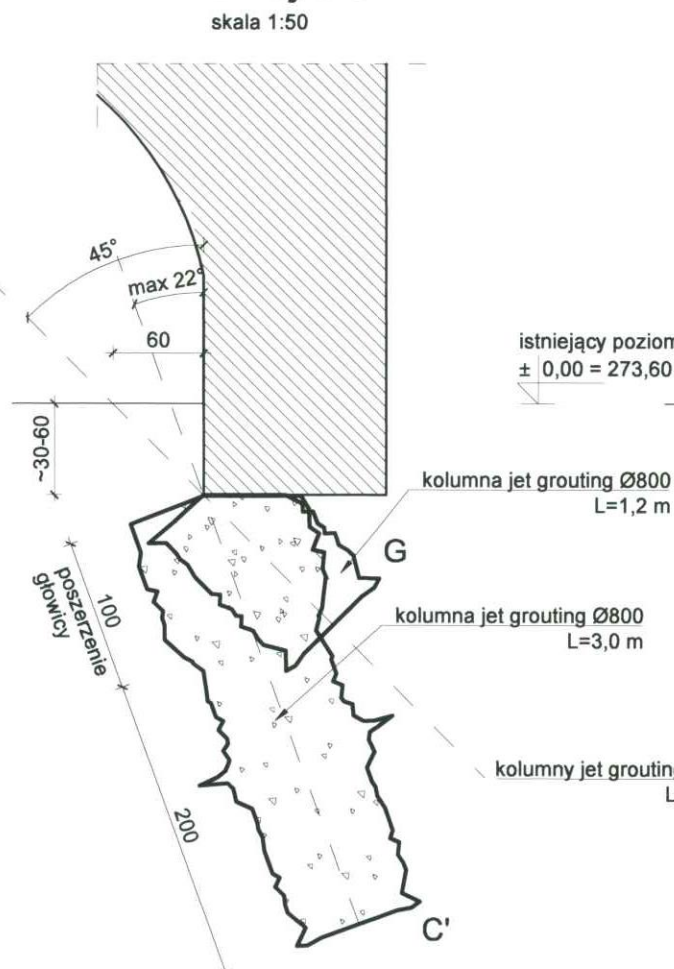 skala 1:50
45°
max 22°
60
istniejący poziom
± 0,00 = 273,60
~30-60
kolumna jet grouting Ø800
L=1,2 m
G
100
poszerzenie
głowicy
kolumna jet grouting Ø800
L=3,0 m
kolumny jet grouting
L
200
C'